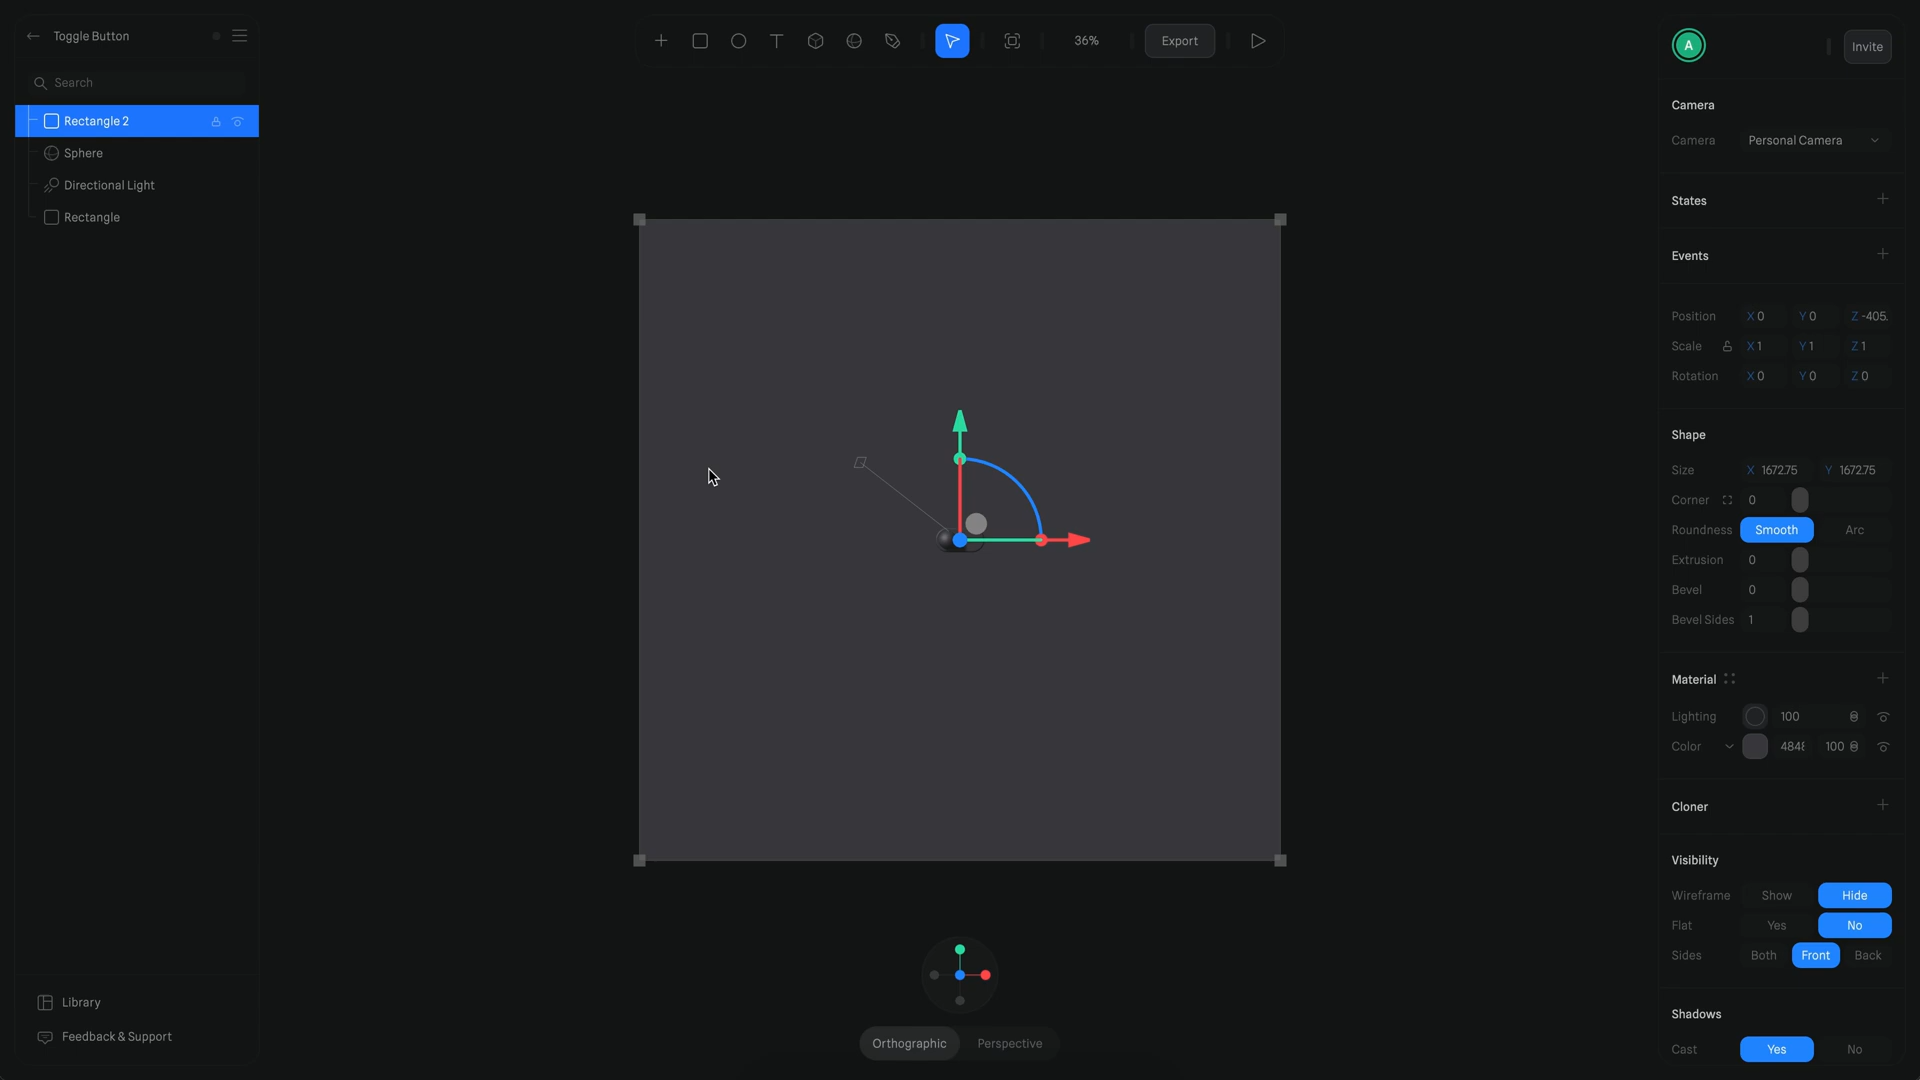 Toggle Button
Search
Rectangle 2
Sphere
Directional Light
Rectangle
Library
Feedback & Support
36%
Export
Orthographic
Perspective
A
Invite
Camera
Camera Personal Camera
States
Events
Position X 0 Y 0 Z -405.
Scale X 1 Y 1 Z 1
Rotation X 0 Y 0 Z 0
Shape
Size X 1672.75 Y 1672.75
Corner 0
Roundness Smooth Arc
Extrusion 0
Bevel 0
Bevel Sides 1
Material
Lighting 100
Color 4848 100
Cloner
Visibility
Wireframe Show Hide
Flat Yes No
Sides Both Front Back
Shadows
Cast Yes No